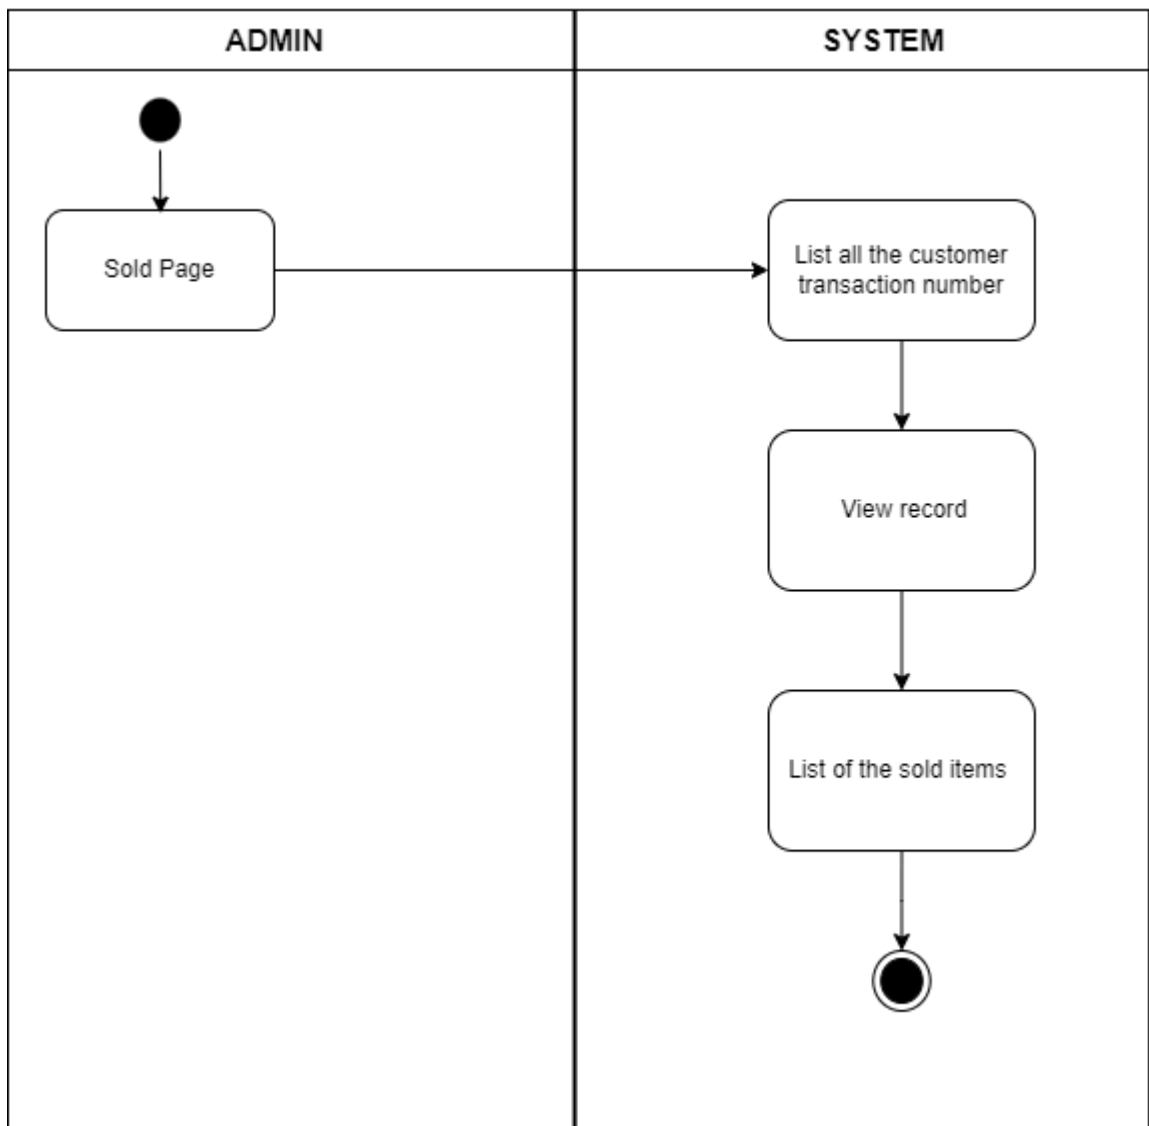 ADMIN
SYSTEM
Sold Page
List all the customer
transaction number
View record
List of the sold items